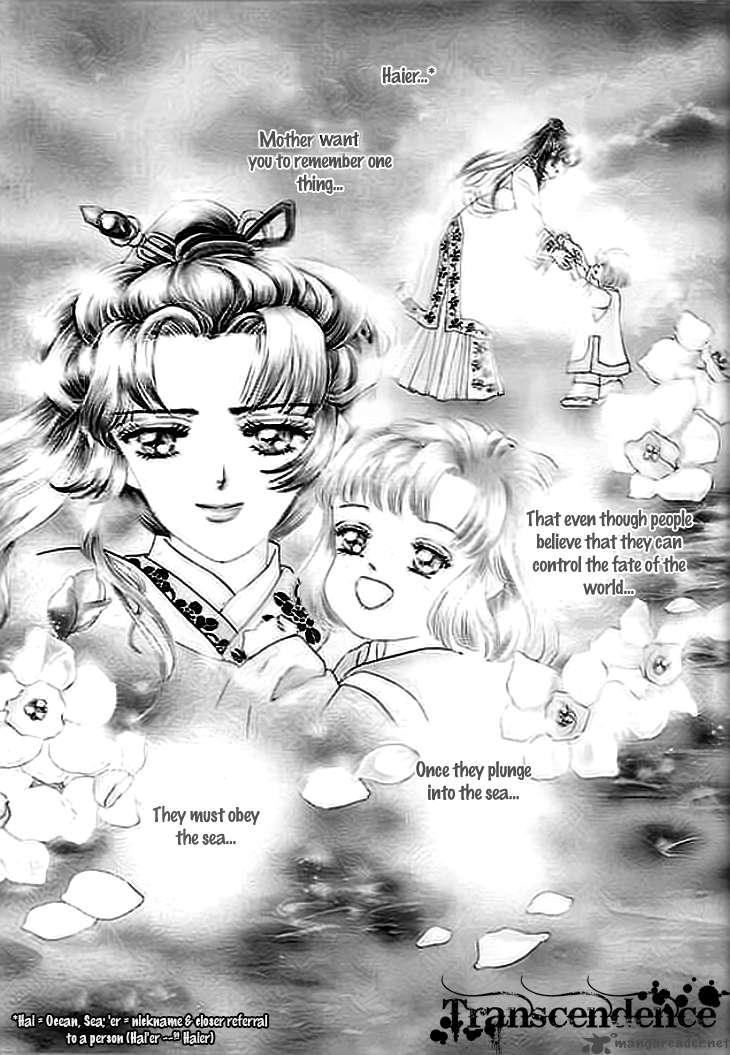 Haier...*
Mother want
you to remember one
thing...
That even though people
believe that they can
control the fate of the
world...
Once they plunge
into the sea...
They must obey
the sea...
*Hai = Ocean, Sea; 'er = nickname & closer referral
to a person (Hai'er --> Haier)
Transcendence
mangareader.net